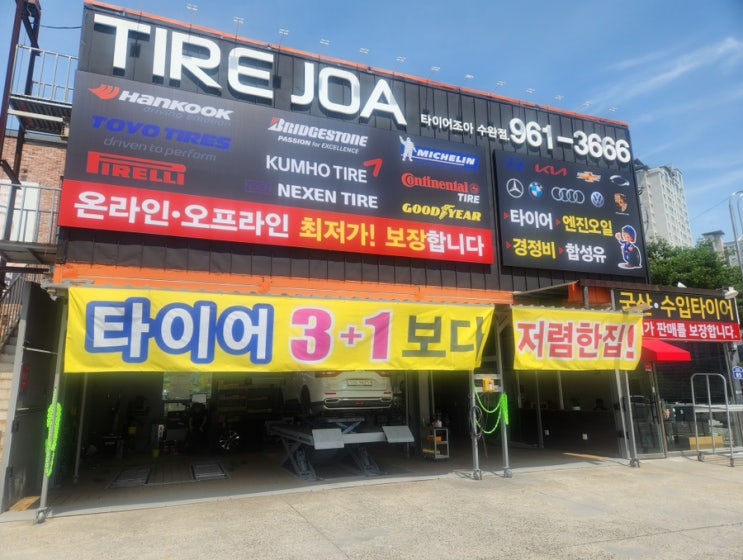 TIRE JOA
타이어조아 수완점 961-3666
HANKOOK
driving emotion
BRIDGESTONE
PASSION for EXCELLENCE
MICHELIN
TOYO TIRES
driven to perform
KUMHO TIRE
Continental
TIRE
PIRELLI
NEXEN TIRE
GOODYEAR
온라인·오프라인 최저가! 보장합니다
KIA
타이어 엔진오일
경정비 합성유
타이어 3+1 보다 저렴한집!
국산·수입타이어
가 판매를 보장합니다.